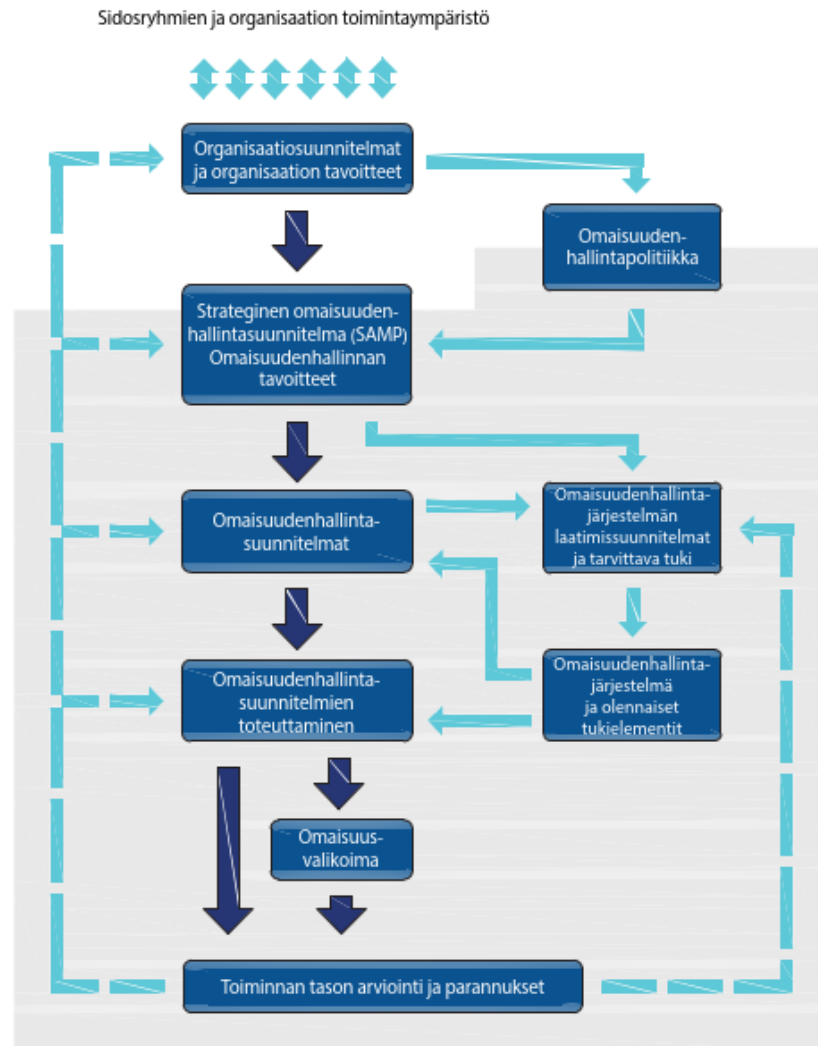 Sidosryhmien ja organisaation toimintaympäristö
Organisaatiosuunnitelmat
ja organisaation tavoitteet
Omaisuuden-
hallintapolitiikka
Strateginen omaisuuden-
hallintasuunnitelma (SAMP)
Omaisuudenhallinnan
tavoitteet
Omaisuudenhallinta-
suunnitelmat
Omaisuudenhallinta-
järjestelmän
laatimissuunnitelmat
ja tarvittava tuki
Omaisuudenhallinta-
suunnitelmien
toteuttaminen
Omaisuudenhallinta-
järjestelmä
ja olennaiset
tukielementit
Omaisuus-
valikoima
Toiminnan tason arviointi ja parannukset